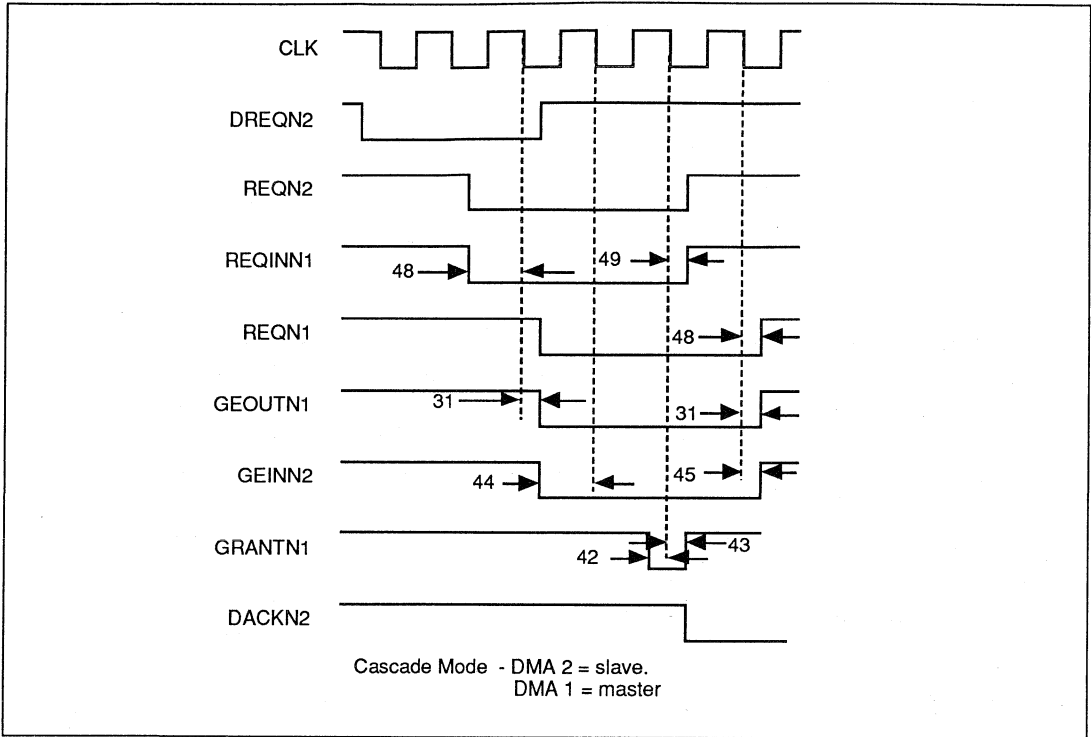 CLK
DREQN2
REQN2
REQINN1
48
49
REQN1
48
GEOUTN1
31
31
GEINN2
44
45
GRANTN1
42
43
DACKN2
Cascade Mode - DMA 2 = slave.
DMA 1 = master